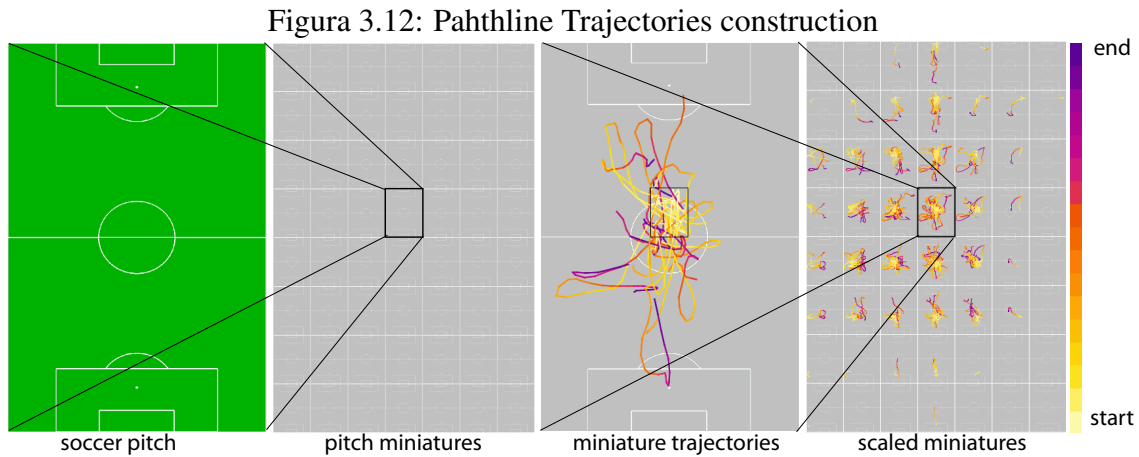 Figura 3.12: Pahthline Trajectories construction
end
start
soccer pitch
pitch miniatures
miniature trajectories
scaled miniatures